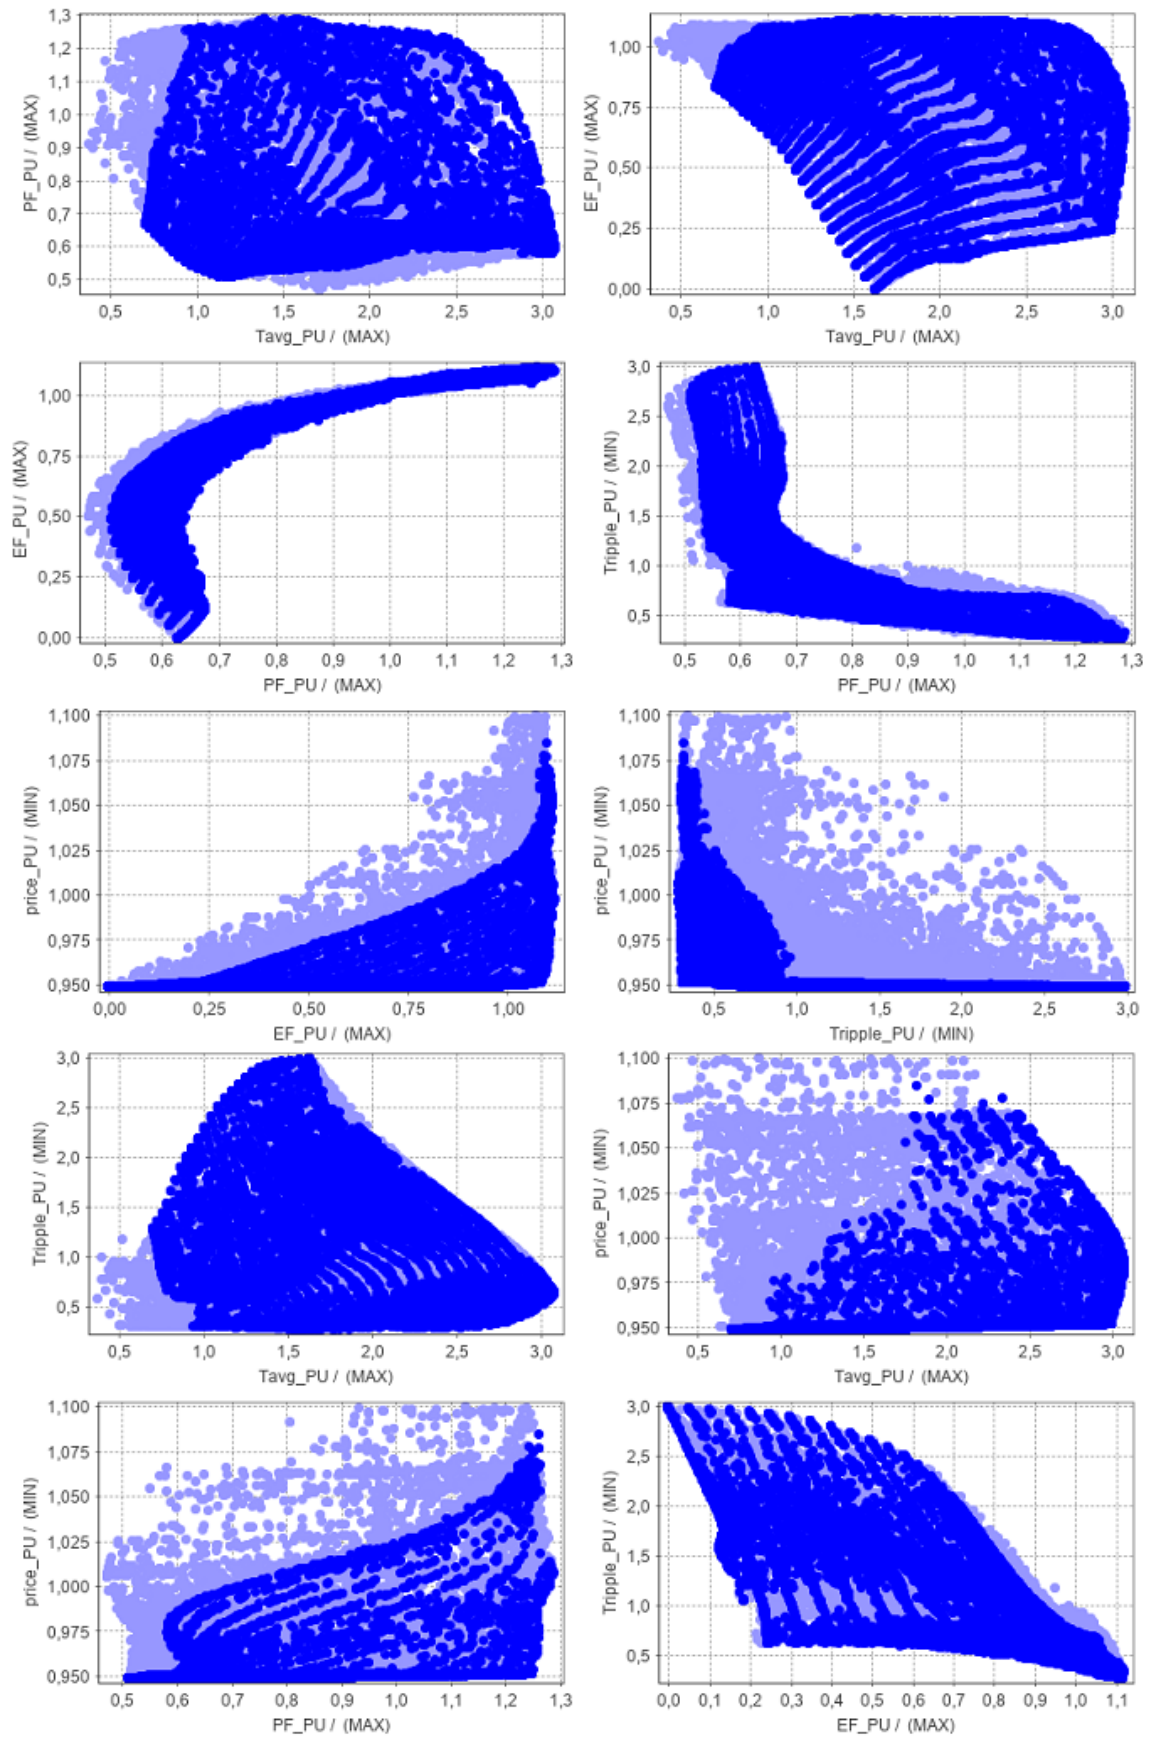 1,3
1,2
1,1
1,0
0,9
0,8
0,7
0,6
0,5
PF_PU / (MAX)
0,5 1,0 1,5 2,0 2,5 3,0
Tavg_PU / (MAX)
1,00
0,75
0,50
0,25
0,00
EF_PU / (MAX)
0,5 1,0 1,5 2,0 2,5 3,0
Tavg_PU / (MAX)
1,00
0,75
0,50
0,25
0,00
EF_PU / (MAX)
0,5 0,6 0,7 0,8 0,9 1,0 1,1 1,2 1,3
PF_PU / (MAX)
3,0
2,5
2,0
1,5
1,0
0,5
Tripple_PU / (MIN)
0,5 0,6 0,7 0,8 0,9 1,0 1,1 1,2 1,3
PF_PU / (MAX)
1,100
1,075
1,050
1,025
1,000
0,975
0,950
price_PU / (MIN)
0,00 0,25 0,50 0,75 1,00
EF_PU / (MAX)
1,100
1,075
1,050
1,025
1,000
0,975
0,950
price_PU / (MIN)
0,5 1,0 1,5 2,0 2,5 3,0
Tripple_PU / (MIN)
3,0
2,5
2,0
1,5
1,0
0,5
Tripple_PU / (MIN)
0,5 1,0 1,5 2,0 2,5 3,0
Tavg_PU / (MAX)
1,100
1,075
1,050
1,025
1,000
0,975
0,950
price_PU / (MIN)
0,5 1,0 1,5 2,0 2,5 3,0
Tavg_PU / (MAX)
1,100
1,075
1,050
1,025
1,000
0,975
0,950
price_PU / (MIN)
0,5 0,6 0,7 0,8 0,9 1,0 1,1 1,2 1,3
PF_PU / (MAX)
3,0
2,5
2,0
1,5
1,0
0,5
Tripple_PU / (MIN)
0,0 0,1 0,2 0,3 0,4 0,5 0,6 0,7 0,8 0,9 1,0 1,1
EF_PU / (MAX)